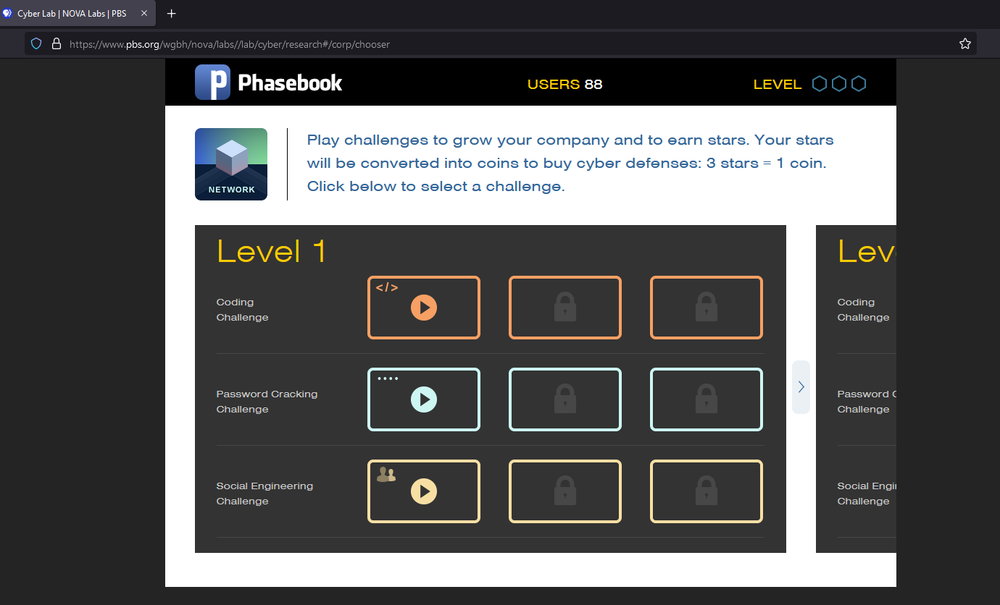 Cyber Lab | NOVA Labs | PBS
https://www.pbs.org/wgbh/nova/labs//lab/cyber/research#/corp/chooser
p Phasebook
USERS 88
LEVEL
NETWORK
Play challenges to grow your company and to earn stars. Your stars
will be converted into coins to buy cyber defenses: 3 stars = 1 coin.
Click below to select a challenge.
Level 1
Coding
Challenge
</>
Password Cracking
Challenge
Social Engineering
Challenge
Lev
Coding
Challenge
Password C
Challenge
Social Engi
Challenge